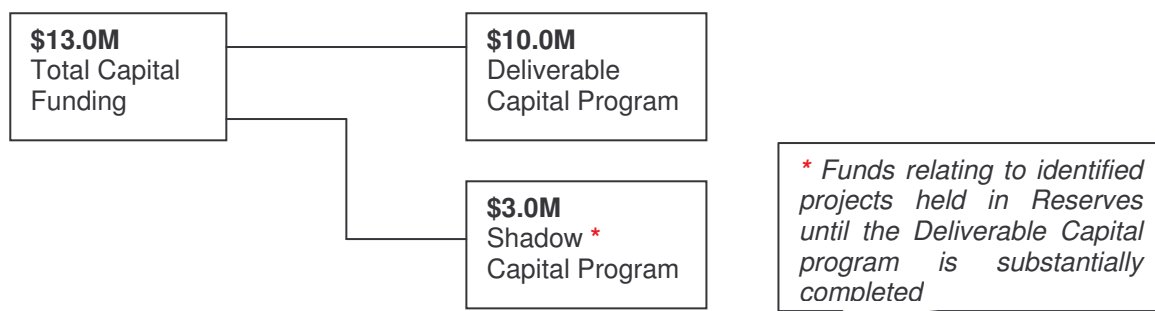 $13.0M
Total Capital
Funding
$10.0M
Deliverable
Capital Program
$3.0M
Shadow *
Capital Program
* Funds relating to identified
projects held in Reserves
until the Deliverable Capital
program is substantially
completed